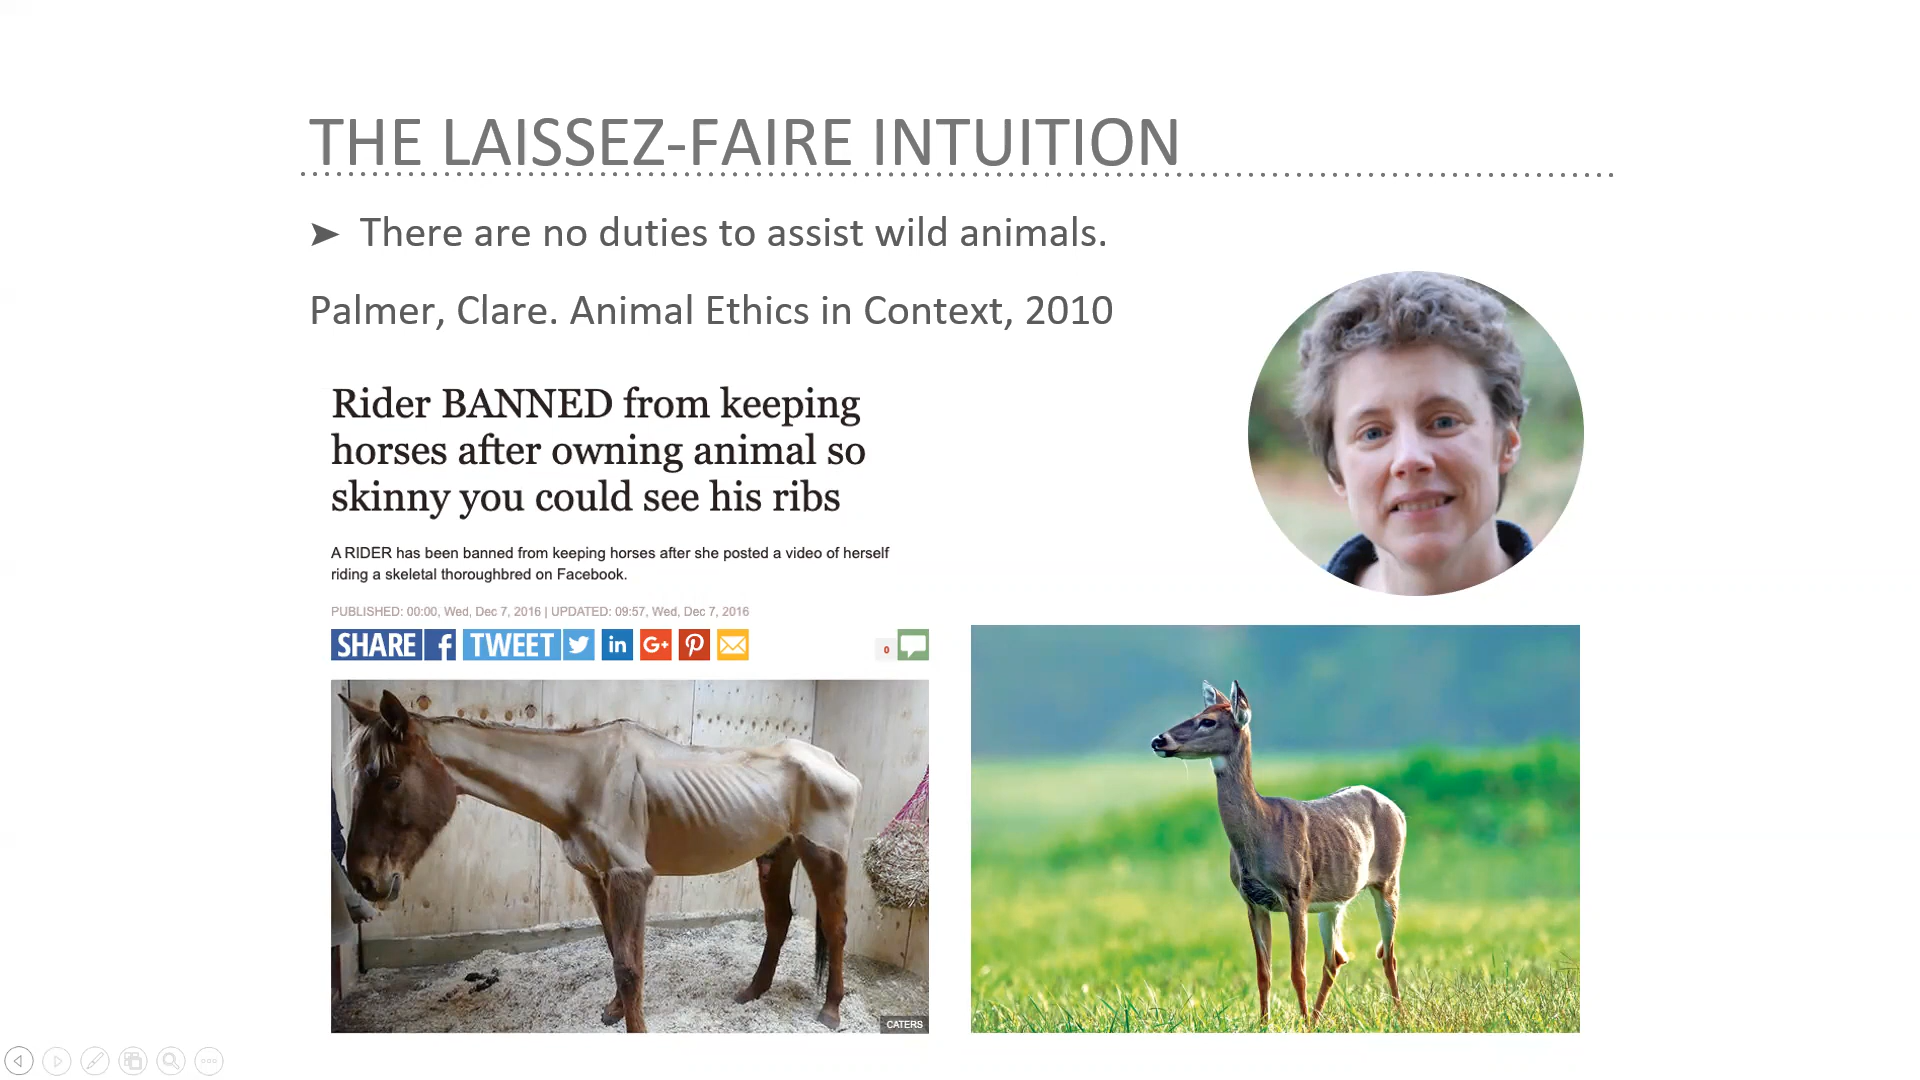 THE LAISSEZ-FAIRE INTUITION
➤ There are no duties to assist wild animals.
Palmer, Clare. Animal Ethics in Context, 2010
Rider BANNED from keeping
horses after owning animal so
skinny you could see his ribs
A RIDER has been banned from keeping horses after she posted a video of herself
riding a skeletal thoroughbred on Facebook.
PUBLISHED: 00:00, Wed, Dec 7, 2016 | UPDATED: 09:57, Wed, Dec 7, 2016
SHARE f TWEET in G+ 0
CATERS